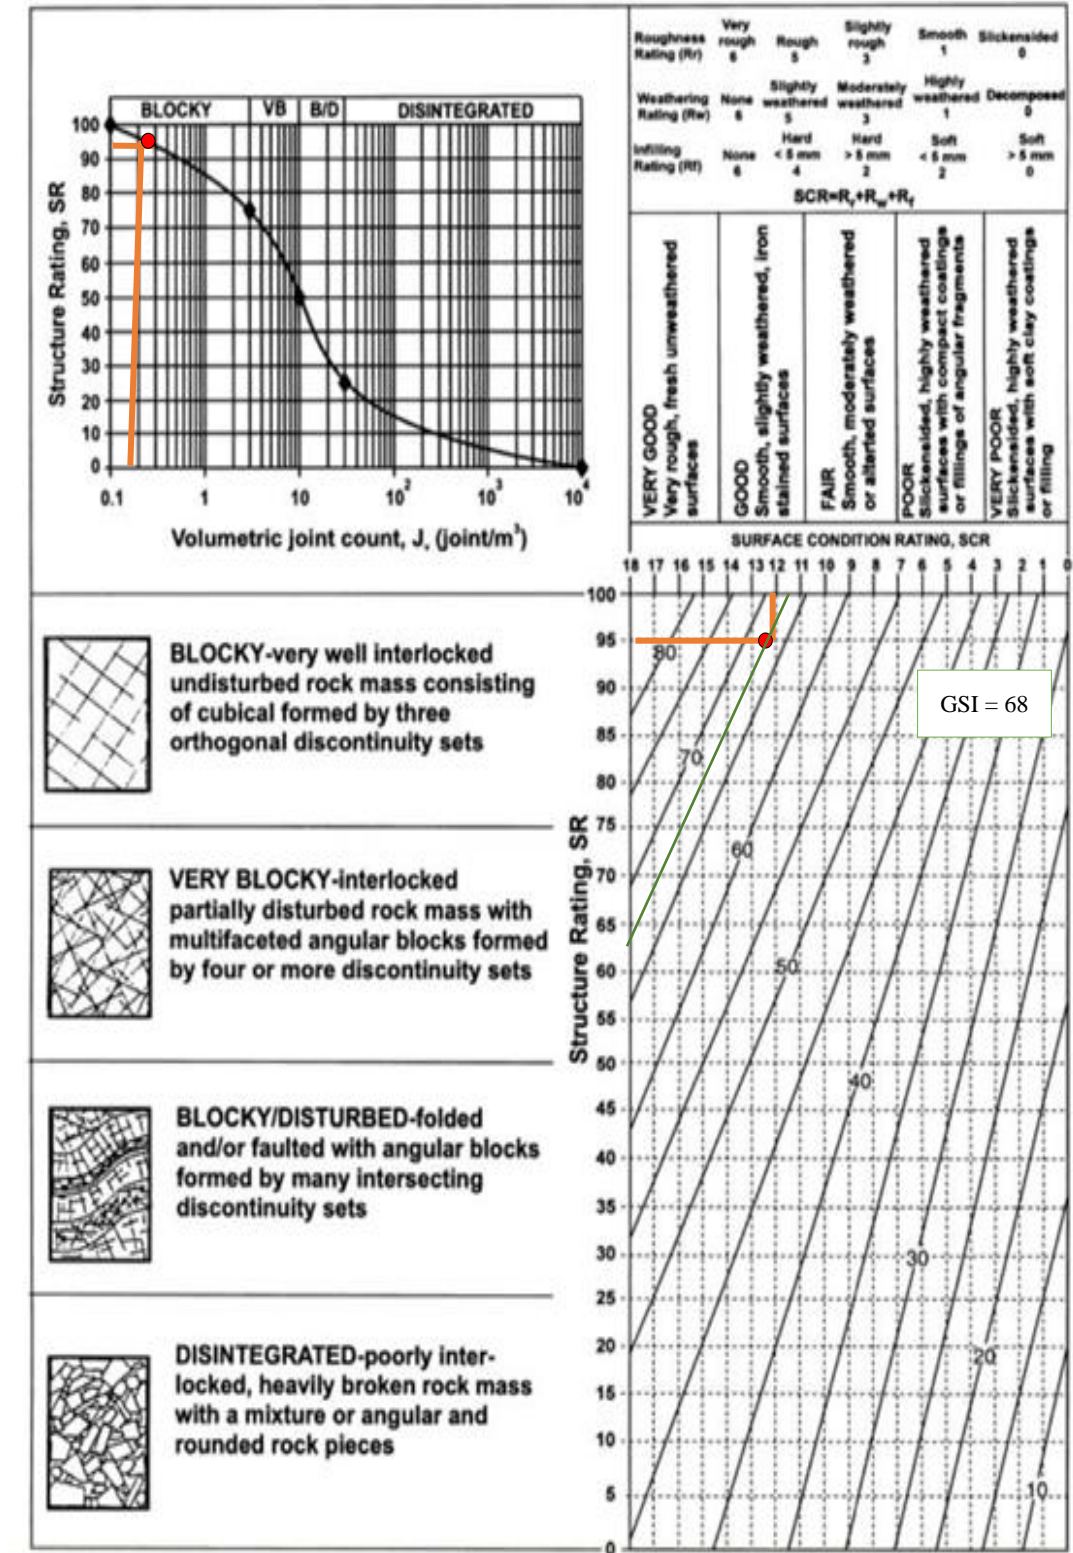 BLOCKY VB B/D DISINTEGRATED
100
90
80
70
60
50
40
30
20
10
0
Structure Rating, SR
0.1 1 10 10² 10³ 10⁴
Volumetric joint count, Jv (joint/m³)
Roughness Rating (Rr)
Very rough 6
Rough 5
Slightly rough 3
Smooth 1
Slickensided 0
Weathering Rating (Rw)
None 6
Slightly weathered 5
Moderately weathered 3
Highly weathered 1
Decomposed 0
Infilling Rating (Rf)
None 6
Hard < 5 mm 4
Hard > 5 mm 2
Soft < 5 mm 2
Soft > 5 mm 0
SCR=Rr+Rw+Rf
VERY GOOD
Very rough, fresh unweathered
surfaces
GOOD
Smooth, slightly weathered, iron
stained surfaces
FAIR
Smooth, moderately weathered
or alterted surfaces
POOR
Slickensided, highly weathered
surfaces with compact coatings
or fillings of angular fragments
VERY POOR
Slickensided, highly weathered
surfaces with soft clay coatings
or filling
SURFACE CONDITION RATING, SCR
18 17 16 15 14 13 12 11 10 9 8 7 6 5 4 3 2 1 0
BLOCKY-very well interlocked
undisturbed rock mass consisting
of cubical formed by three
orthogonal discontinuity sets
VERY BLOCKY-interlocked
partially disturbed rock mass with
multifaceted angular blocks formed
by four or more discontinuity sets
BLOCKY/DISTURBED-folded
and/or faulted with angular blocks
formed by many intersecting
discontinuity sets
DISINTEGRATED-poorly inter-
locked, heavily broken rock mass
with a mixture or angular and
rounded rock pieces
Structure Rating, SR
100
95
90
85
80
75
70
65
60
55
50
45
40
35
30
25
20
15
10
5
0
80
70
60
50
40
30
20
10
GSI = 68